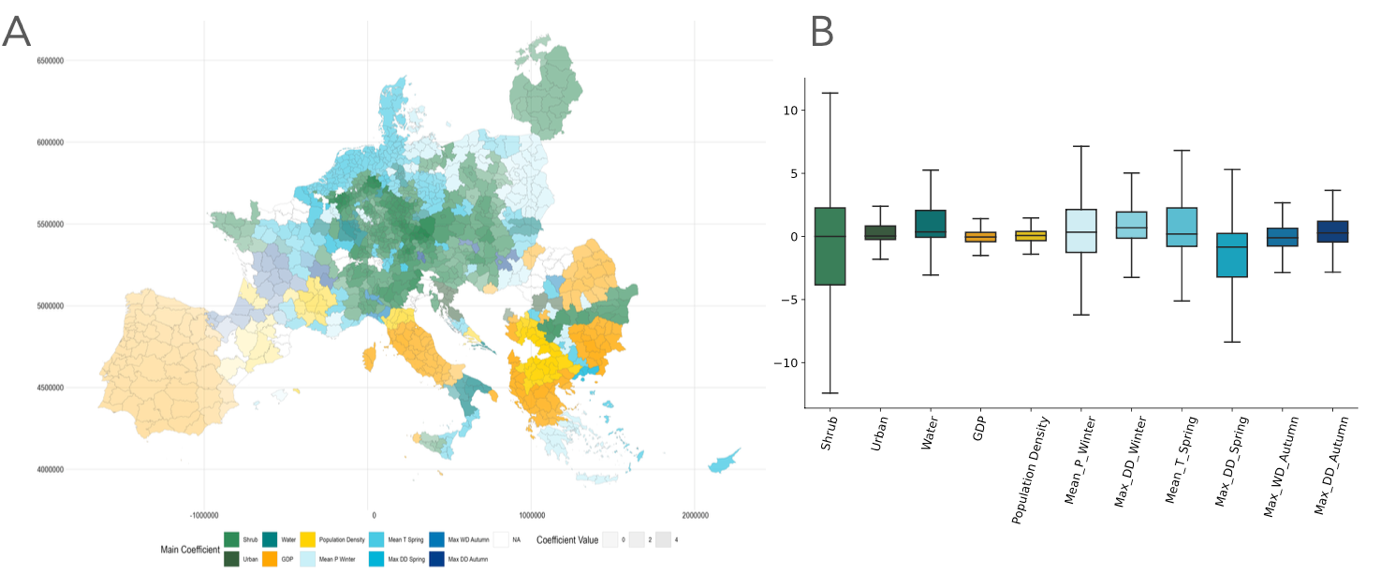 A
B
6500000
6000000
5500000
5000000
4500000
4000000
-1000000
0
1000000
2000000
Main Coefficient
Shrub
Water
Population Density
Mean T Spring
Max WD Autumn
NA
Urban
GDP
Mean P Winter
Max DD Spring
Max DD Autumn
Coefficient Value
0
2
4
10
5
0
−5
−10
Shrub
Urban
Water
GDP
Population Density
Mean_P_Winter
Max_DD_Winter
Mean_T_Spring
Max_DD_Spring
Max_WD_Autumn
Max_DD_Autumn